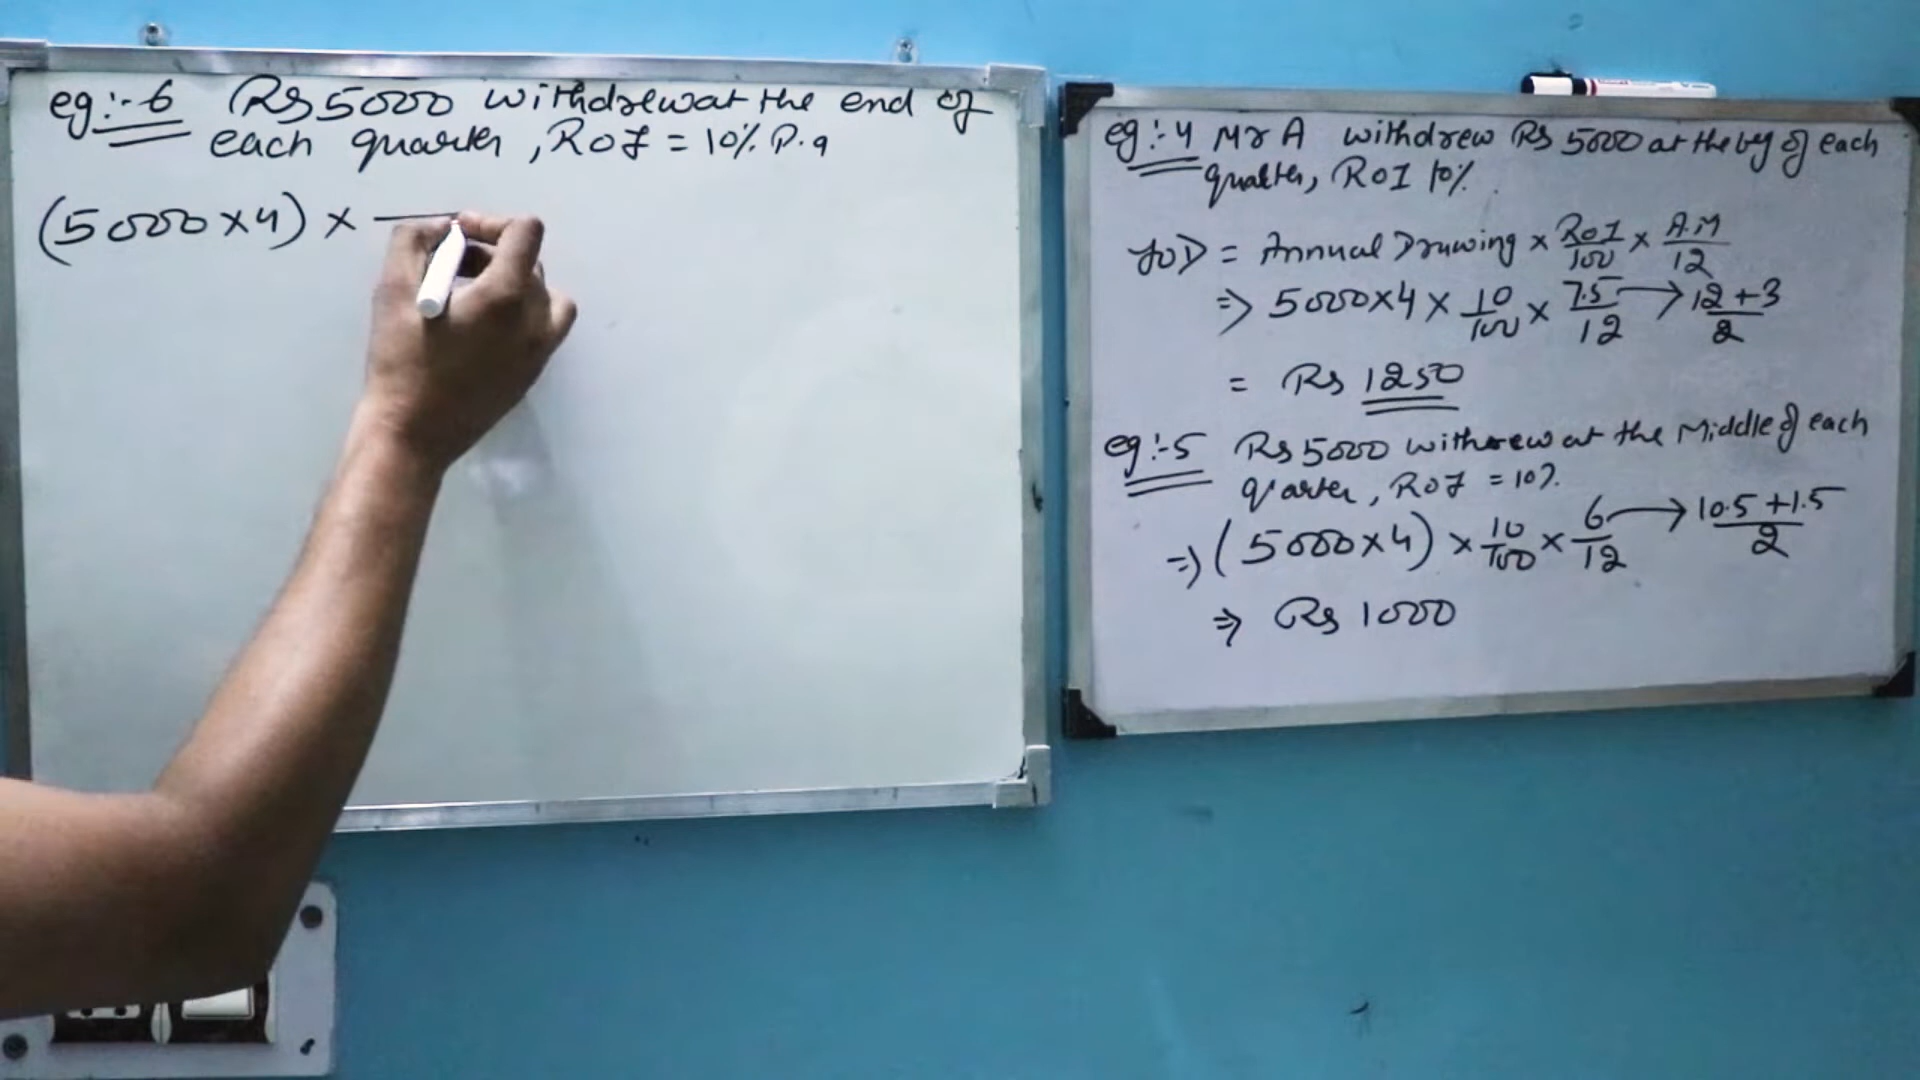 eg:- 6 Rs 5000 withdrew at the end of
each quarter, ROI = 10% P.a
(5000 x 4) x
eg:- 4 Mr A withdrew Rs 5000 at the beg of each
quarter, ROI 10%
IOD = Annual Drawing x ROI/100 x A.M/12
=> 5000 x 4 x 10/100 x 7.5/12 → 12+3/2
= Rs 1250
eg:- 5 Rs 5000 withdrew at the Middle of each
quarter, ROI = 10%
=> (5000 x 4) x 10/100 x 6/12 → 10.5+1.5/2
=> Rs 1000